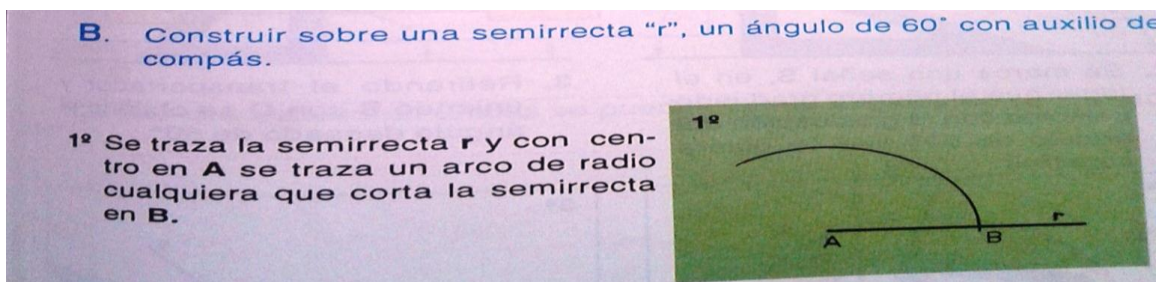 B. Construir sobre una semirrecta “r”, un ángulo de 60° con auxilio de
compás.
1º Se traza la semirrecta r y con cen-
tro en A se traza un arco de radio
cualquiera que corta la semirrecta
en B.
1º
r
A
B